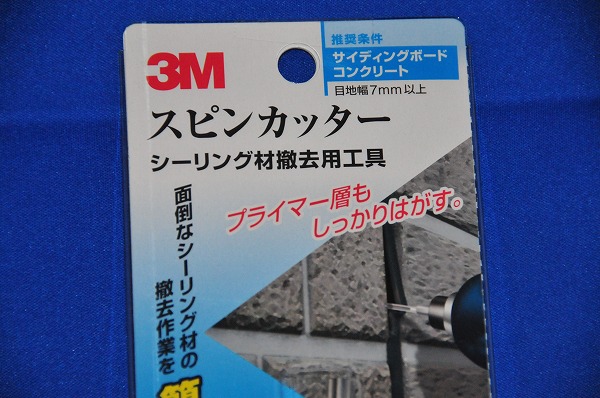 3M
推奨条件
サイディングボード
コンクリート
目地幅7mm以上
スピンカッター
シーリング材撤去用工具
プライマー層も
しっかりはがす。
面倒なシーリング材の
撤去作業を